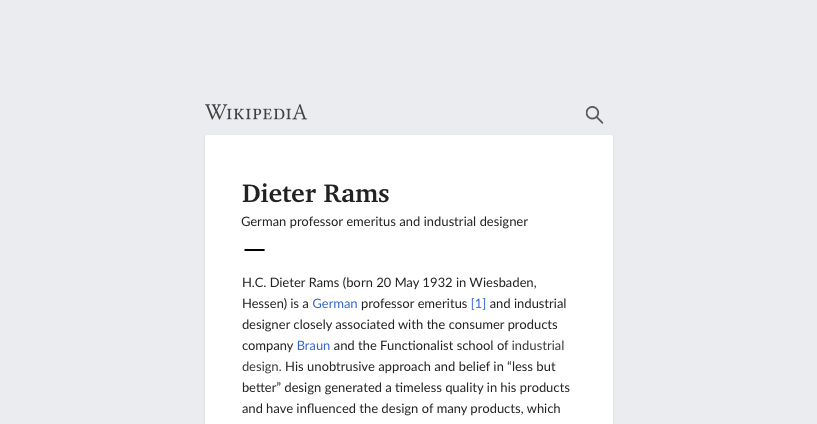 WIKIPEDIA
Dieter Rams
German professor emeritus and industrial designer
H.C. Dieter Rams (born 20 May 1932 in Wiesbaden,
Hessen) is a German professor emeritus [1] and industrial
designer closely associated with the consumer products
company Braun and the Functionalist school of industrial
design. His unobtrusive approach and belief in “less but
better” design generated a timeless quality in his products
and have influenced the design of many products, which